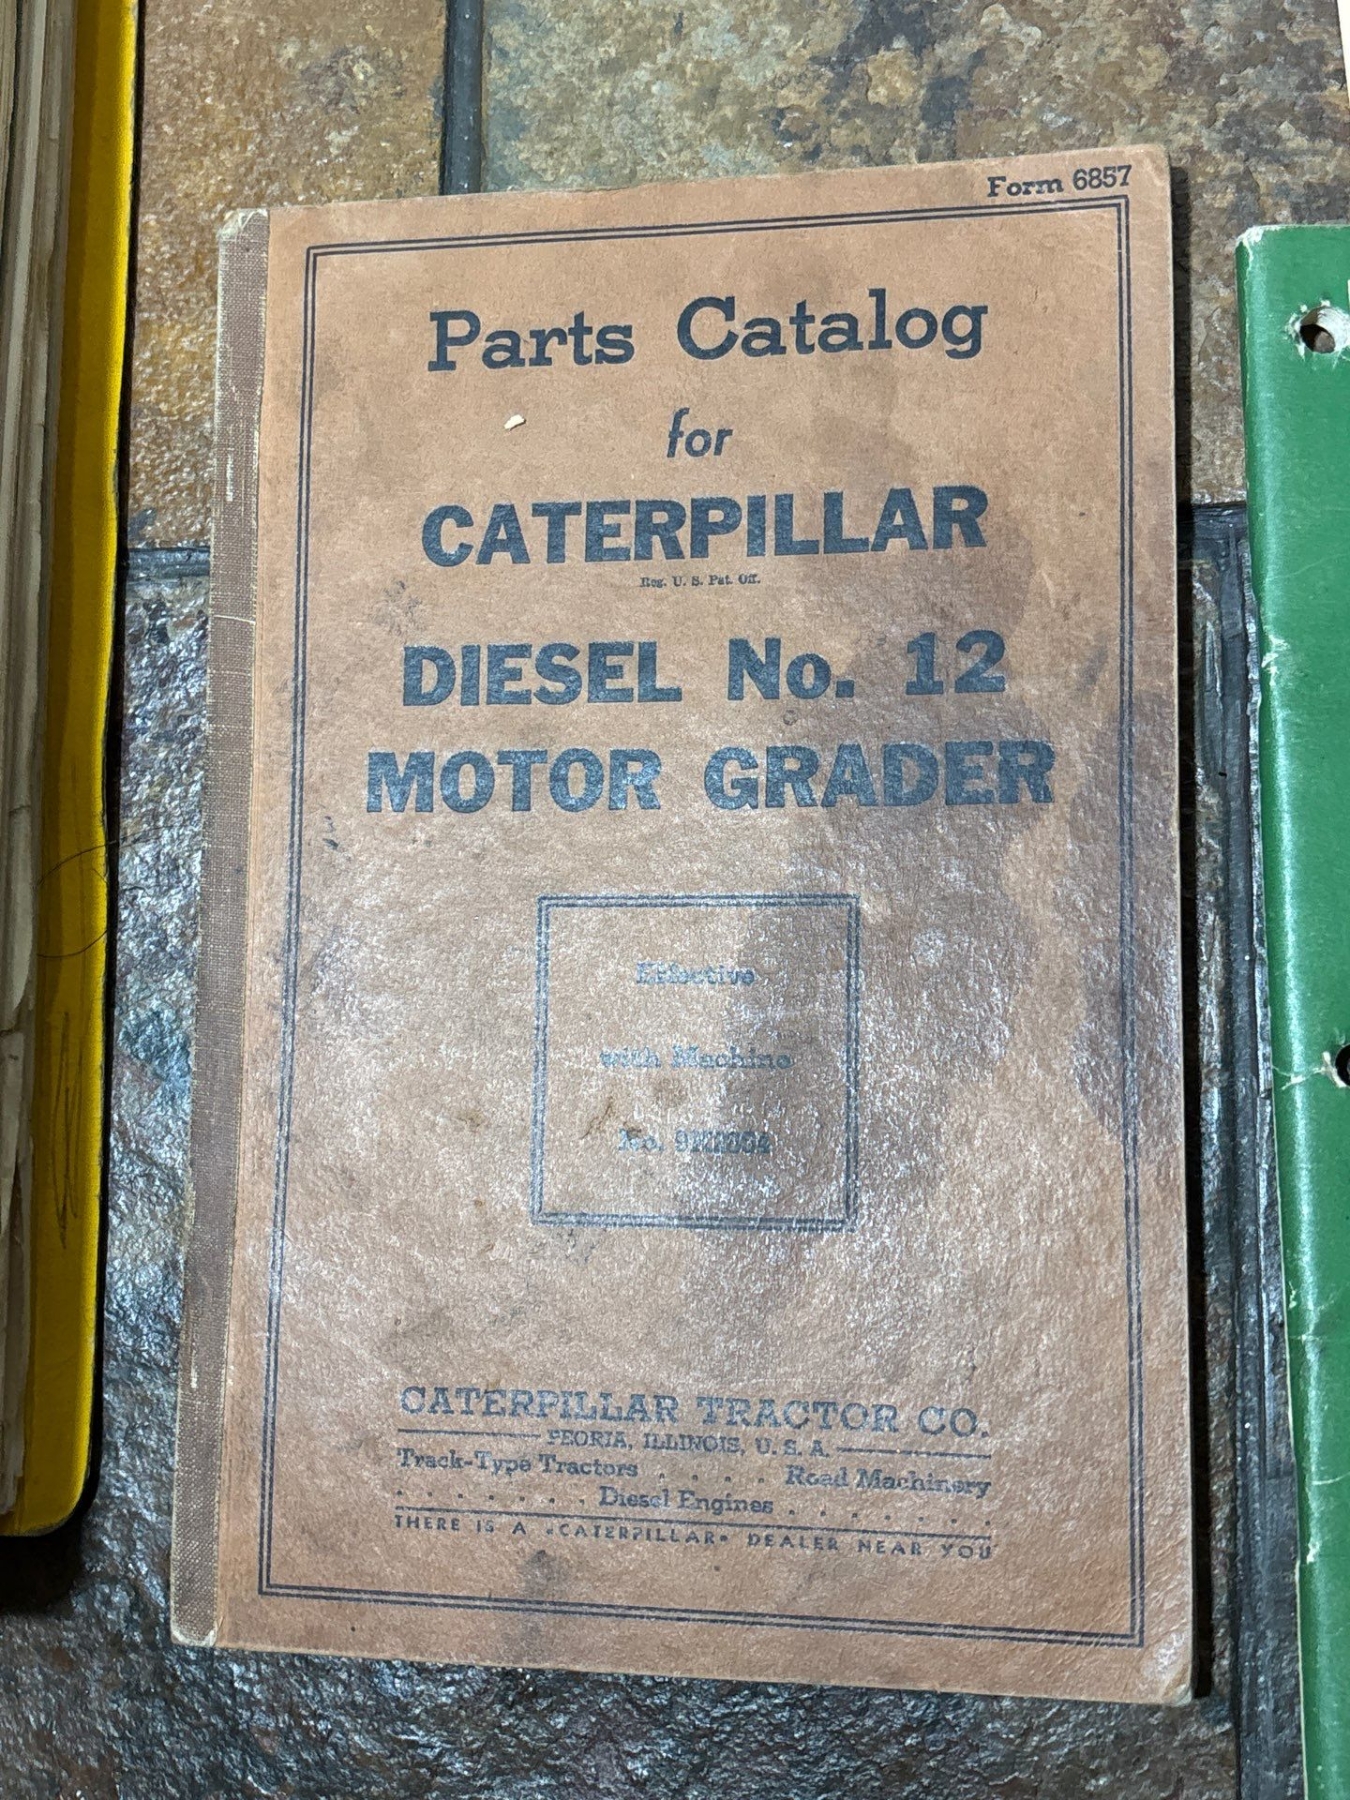 Form 6857
Parts Catalog
for
CATERPILLAR
Reg. U. S. Pat. Off.
DIESEL No. 12
MOTOR GRADER
Effective
with Machine
No.
CATERPILLAR TRACTOR CO.
PEORIA, ILLINOIS, U. S. A.
Track-Type Tractors . . . . Road Machinery
. . . . . . . Diesel Engines . . . . . . .
THERE IS A "CATERPILLAR" DEALER NEAR YOU